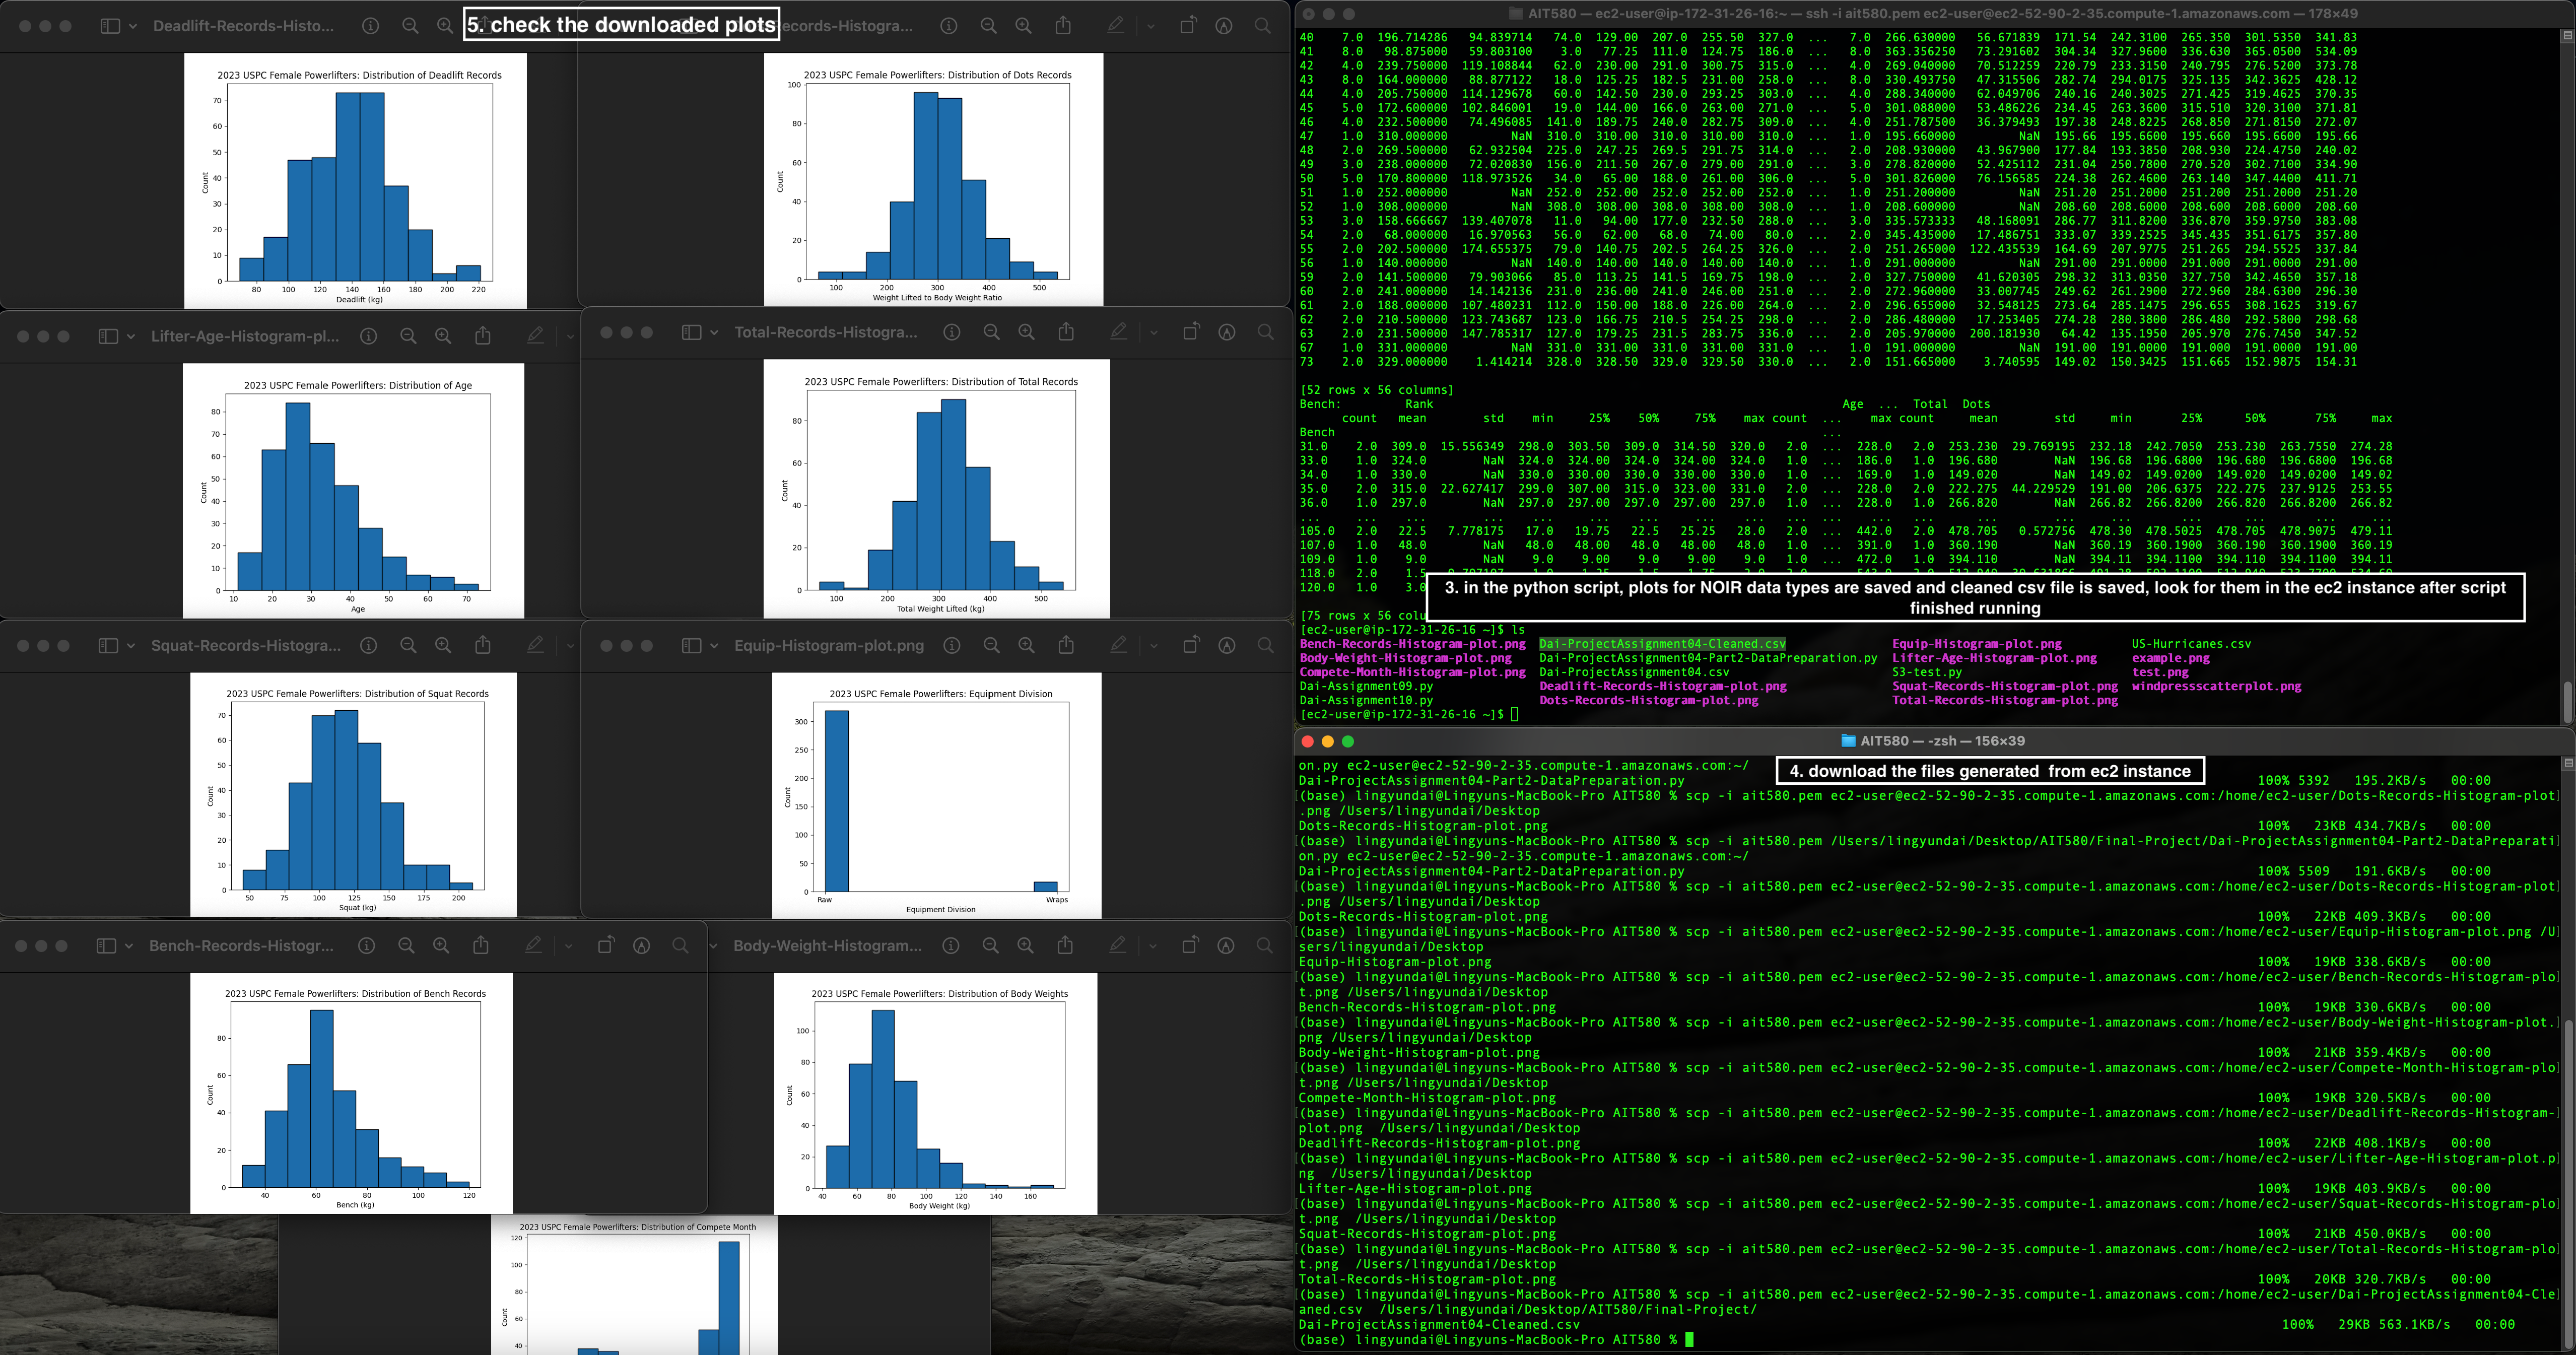 5. check the downloaded plots
Deadlift-Records-Histo...
ecords-Histogra...
2023 USPC Female Powerlifters: Distribution of Deadlift Records
Count
70
60
50
40
30
20
10
0
80 100 120 140 160 180 200 220
Deadlift (kg)
2023 USPC Female Powerlifters: Distribution of Dots Records
Count
100
80
60
40
20
0
100 200 300 400 500
Weight Lifted to Body Weight Ratio
Lifter-Age-Histogram-pl...
2023 USPC Female Powerlifters: Distribution of Age
Count
80
70
60
50
40
30
20
10
0
10 20 30 40 50 60 70
Age
Total-Records-Histogra...
2023 USPC Female Powerlifters: Distribution of Total Records
Count
80
60
40
20
0
100 200 300 400 500
Total Weight Lifted (kg)
Squat-Records-Histogra...
2023 USPC Female Powerlifters: Distribution of Squat Records
Count
70
60
50
40
30
20
10
0
50 75 100 125 150 175 200
Squat (kg)
Equip-Histogram-plot.png
2023 USPC Female Powerlifters: Equipment Division
Count
300
250
200
150
100
50
0
Raw Wraps
Equipment Division
Bench-Records-Histogr...
2023 USPC Female Powerlifters: Distribution of Bench Records
Count
80
60
40
20
0
40 60 80 100 120
Bench (kg)
Body-Weight-Histogram...
2023 USPC Female Powerlifters: Distribution of Body Weights
Count
100
80
60
40
20
0
40 60 80 100 120 140 160
Body Weight (kg)
2023 USPC Female Powerlifters: Distribution of Compete Month
Count
120
100
80
60
40
AIT580 — ec2-user@ip-172-31-26-16:~ — ssh -i ait580.pem ec2-user@ec2-52-90-2-35.compute-1.amazonaws.com — 178×49
40 7.0 196.714286 94.839714 74.0 129.00 207.0 255.50 327.0 ... 7.0 266.630000 56.671839 171.54 242.3100 265.350 301.5350 341.83
41 8.0 98.875000 59.803100 3.0 77.25 111.0 124.75 186.0 ... 8.0 363.356250 73.291602 304.34 327.9600 336.630 365.0500 534.09
42 4.0 239.750000 119.108844 62.0 230.00 291.0 300.75 315.0 ... 4.0 269.040000 70.512259 220.79 233.3150 240.795 276.5200 373.78
43 8.0 164.000000 88.877122 18.0 125.25 182.5 231.00 258.0 ... 8.0 330.493750 47.315506 282.74 294.0175 325.135 342.3625 428.12
44 4.0 205.750000 114.129678 60.0 142.50 230.0 293.25 303.0 ... 4.0 288.340000 62.049706 240.16 240.3025 271.425 319.4625 370.35
45 5.0 172.600000 102.846001 19.0 144.00 166.0 263.00 271.0 ... 5.0 301.088000 53.486226 234.45 263.3600 315.510 320.3100 371.81
46 4.0 232.500000 74.496085 141.0 189.75 240.0 282.75 309.0 ... 4.0 251.787500 36.379493 197.38 248.8225 268.850 271.8150 272.07
47 1.0 310.000000 NaN 310.0 310.00 310.0 310.00 310.0 ... 1.0 195.660000 NaN 195.66 195.6600 195.660 195.6600 195.66
48 2.0 269.500000 62.932504 225.0 247.25 269.5 291.75 314.0 ... 2.0 208.930000 43.967900 177.84 193.3850 208.930 224.4750 240.02
49 3.0 238.000000 72.020830 156.0 211.50 267.0 279.00 291.0 ... 3.0 278.820000 52.425112 231.04 250.7800 270.520 302.7100 334.90
50 5.0 170.800000 118.973526 34.0 65.00 188.0 261.00 306.0 ... 5.0 301.826000 76.156585 224.38 262.4600 263.140 347.4400 411.71
51 1.0 252.000000 NaN 252.0 252.00 252.0 252.00 252.0 ... 1.0 251.200000 NaN 251.20 251.2000 251.200 251.2000 251.20
52 1.0 308.000000 NaN 308.0 308.00 308.0 308.00 308.0 ... 1.0 208.600000 NaN 208.60 208.6000 208.600 208.6000 208.60
53 3.0 158.666667 139.407078 11.0 94.00 177.0 232.50 288.0 ... 3.0 335.573333 48.168091 286.77 311.8200 336.870 359.9750 383.08
54 2.0 68.000000 16.970563 56.0 62.00 68.0 74.00 80.0 ... 2.0 345.435000 17.486751 333.07 339.2525 345.435 351.6175 357.80
55 2.0 202.500000 174.655375 79.0 140.75 202.5 264.25 326.0 ... 2.0 251.265000 122.435539 164.69 207.9775 251.265 294.5525 337.84
56 1.0 140.000000 NaN 140.0 140.00 140.0 140.00 140.0 ... 1.0 291.000000 NaN 291.00 291.0000 291.000 291.0000 291.00
59 2.0 141.500000 79.903066 85.0 113.25 141.5 169.75 198.0 ... 2.0 327.750000 41.620305 298.32 313.0350 327.750 342.4650 357.18
60 2.0 241.000000 14.142136 231.0 236.00 241.0 246.00 251.0 ... 2.0 272.960000 33.007745 249.62 261.2900 272.960 284.6300 296.30
61 2.0 188.000000 107.480231 112.0 150.00 188.0 226.00 264.0 ... 2.0 296.655000 32.548125 273.64 285.1475 296.655 308.1625 319.67
62 2.0 210.500000 123.743687 123.0 166.75 210.5 254.25 298.0 ... 2.0 286.480000 17.253405 274.28 280.3800 286.480 292.5800 298.68
63 2.0 231.500000 147.785317 127.0 179.25 231.5 283.75 336.0 ... 2.0 205.970000 200.181930 64.42 135.1950 205.970 276.7450 347.52
67 1.0 331.000000 NaN 331.0 331.00 331.0 331.00 331.0 ... 1.0 191.000000 NaN 191.00 191.0000 191.000 191.0000 191.00
73 2.0 329.000000 1.414214 328.0 328.50 329.0 329.50 330.0 ... 2.0 151.665000 3.740595 149.02 150.3425 151.665 152.9875 154.31
[52 rows x 56 columns]
Bench: Rank Age ... Total Dots
count mean std min 25% 50% 75% max count ... max count mean std min 25% 50% 75% max
Bench ...
31.0 2.0 309.0 15.556349 298.0 303.50 309.0 314.50 320.0 2.0 ... 228.0 2.0 253.230 29.769195 232.18 242.7050 253.230 263.7550 274.28
33.0 1.0 324.0 NaN 324.0 324.00 324.0 324.00 324.0 1.0 ... 186.0 1.0 196.680 NaN 196.68 196.6800 196.680 196.6800 196.68
34.0 1.0 330.0 NaN 330.0 330.00 330.0 330.00 330.0 1.0 ... 169.0 1.0 149.020 NaN 149.02 149.0200 149.020 149.0200 149.02
35.0 2.0 315.0 22.627417 299.0 307.00 315.0 323.00 331.0 2.0 ... 228.0 2.0 222.275 44.229529 191.00 206.6375 222.275 237.9125 253.55
36.0 1.0 297.0 NaN 297.0 297.00 297.0 297.00 297.0 1.0 ... 228.0 1.0 266.820 NaN 266.82 266.8200 266.820 266.8200 266.82
... ... ... ... ... ... ... ... ... ... ... ... ... ... ... ... ... ... ... ...
105.0 2.0 22.5 7.778175 17.0 19.75 22.5 25.25 28.0 2.0 ... 442.0 2.0 478.705 0.572756 478.30 478.5025 478.705 478.9075 479.11
107.0 1.0 48.0 NaN 48.0 48.00 48.0 48.00 48.0 1.0 ... 391.0 1.0 360.190 NaN 360.19 360.1900 360.190 360.1900 360.19
109.0 1.0 9.0 NaN 9.0 9.00 9.0 9.00 9.0 1.0 ... 472.0 1.0 394.110 NaN 394.11 394.1100 394.110 394.1100 394.11
118.0 2.0 1.5
120.0 1.0 3.0
3. in the python script, plots for NOIR data types are saved and cleaned csv file is saved, look for them in the ec2 instance after script
finished running
[75 rows x 56 colu
[ec2-user@ip-172-31-26-16 ~]$ ls
Bench-Records-Histogram-plot.png Dai-ProjectAssignment04-Cleaned.csv Equip-Histogram-plot.png US-Hurricanes.csv
Body-Weight-Histogram-plot.png Dai-ProjectAssignment04-Part2-DataPreparation.py Lifter-Age-Histogram-plot.png example.png
Compete-Month-Histogram-plot.png Dai-ProjectAssignment04.csv S3-test.py test.png
Dai-Assignment09.py Deadlift-Records-Histogram-plot.png Squat-Records-Histogram-plot.png windpressscatterplot.png
Dai-Assignment10.py Dots-Records-Histogram-plot.png Total-Records-Histogram-plot.png
[ec2-user@ip-172-31-26-16 ~]$
AIT580 — -zsh — 156×39
4. download the files generated from ec2 instance
on.py ec2-user@ec2-52-90-2-35.compute-1.amazonaws.com:~/
Dai-ProjectAssignment04-Part2-DataPreparation.py 100% 5392 195.2KB/s 00:00
(base) lingyundai@Lingyuns-MacBook-Pro AIT580 % scp -i ait580.pem ec2-user@ec2-52-90-2-35.compute-1.amazonaws.com:/home/ec2-user/Dots-Records-Histogram-plot
.png /Users/lingyundai/Desktop
Dots-Records-Histogram-plot.png 100% 23KB 434.7KB/s 00:00
(base) lingyundai@Lingyuns-MacBook-Pro AIT580 % scp -i ait580.pem /Users/lingyundai/Desktop/AIT580/Final-Project/Dai-ProjectAssignment04-Part2-DataPreparati
on.py ec2-user@ec2-52-90-2-35.compute-1.amazonaws.com:~/
Dai-ProjectAssignment04-Part2-DataPreparation.py 100% 5509 191.6KB/s 00:00
(base) lingyundai@Lingyuns-MacBook-Pro AIT580 % scp -i ait580.pem ec2-user@ec2-52-90-2-35.compute-1.amazonaws.com:/home/ec2-user/Dots-Records-Histogram-plot
.png /Users/lingyundai/Desktop
Dots-Records-Histogram-plot.png 100% 22KB 409.3KB/s 00:00
(base) lingyundai@Lingyuns-MacBook-Pro AIT580 % scp -i ait580.pem ec2-user@ec2-52-90-2-35.compute-1.amazonaws.com:/home/ec2-user/Equip-Histogram-plot.png /U
sers/lingyundai/Desktop
Equip-Histogram-plot.png 100% 19KB 338.6KB/s 00:00
(base) lingyundai@Lingyuns-MacBook-Pro AIT580 % scp -i ait580.pem ec2-user@ec2-52-90-2-35.compute-1.amazonaws.com:/home/ec2-user/Bench-Records-Histogram-plo
t.png /Users/lingyundai/Desktop
Bench-Records-Histogram-plot.png 100% 19KB 330.6KB/s 00:00
(base) lingyundai@Lingyuns-MacBook-Pro AIT580 % scp -i ait580.pem ec2-user@ec2-52-90-2-35.compute-1.amazonaws.com:/home/ec2-user/Body-Weight-Histogram-plot.
png /Users/lingyundai/Desktop
Body-Weight-Histogram-plot.png 100% 21KB 359.4KB/s 00:00
(base) lingyundai@Lingyuns-MacBook-Pro AIT580 % scp -i ait580.pem ec2-user@ec2-52-90-2-35.compute-1.amazonaws.com:/home/ec2-user/Compete-Month-Histogram-plo
t.png /Users/lingyundai/Desktop
Compete-Month-Histogram-plot.png 100% 19KB 320.5KB/s 00:00
(base) lingyundai@Lingyuns-MacBook-Pro AIT580 % scp -i ait580.pem ec2-user@ec2-52-90-2-35.compute-1.amazonaws.com:/home/ec2-user/Deadlift-Records-Histogram-
plot.png /Users/lingyundai/Desktop
Deadlift-Records-Histogram-plot.png 100% 22KB 408.1KB/s 00:00
(base) lingyundai@Lingyuns-MacBook-Pro AIT580 % scp -i ait580.pem ec2-user@ec2-52-90-2-35.compute-1.amazonaws.com:/home/ec2-user/Lifter-Age-Histogram-plot.p
ng /Users/lingyundai/Desktop
Lifter-Age-Histogram-plot.png 100% 19KB 403.9KB/s 00:00
(base) lingyundai@Lingyuns-MacBook-Pro AIT580 % scp -i ait580.pem ec2-user@ec2-52-90-2-35.compute-1.amazonaws.com:/home/ec2-user/Squat-Records-Histogram-plo
t.png /Users/lingyundai/Desktop
Squat-Records-Histogram-plot.png 100% 21KB 450.0KB/s 00:00
(base) lingyundai@Lingyuns-MacBook-Pro AIT580 % scp -i ait580.pem ec2-user@ec2-52-90-2-35.compute-1.amazonaws.com:/home/ec2-user/Total-Records-Histogram-plo
t.png /Users/lingyundai/Desktop
Total-Records-Histogram-plot.png 100% 20KB 320.7KB/s 00:00
(base) lingyundai@Lingyuns-MacBook-Pro AIT580 % scp -i ait580.pem ec2-user@ec2-52-90-2-35.compute-1.amazonaws.com:/home/ec2-user/Dai-ProjectAssignment04-Cle
aned.csv /Users/lingyundai/Desktop/AIT580/Final-Project/
Dai-ProjectAssignment04-Cleaned.csv 100% 29KB 563.1KB/s 00:00
(base) lingyundai@Lingyuns-MacBook-Pro AIT580 %